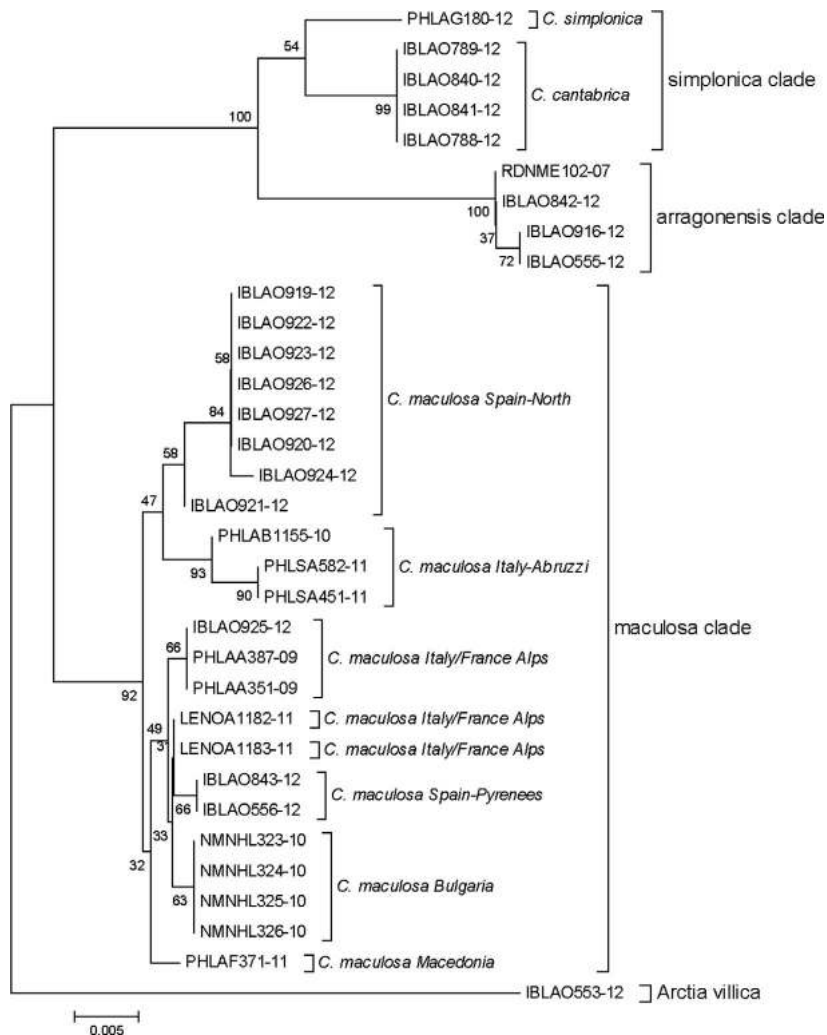 PHLAG180-12 C. simplonica
54
IBLAO789-12
IBLAO840-12
simplonica clade
C. cantabrica
IBLAO841-12
99
100
IBLAO788-12
RDNME102-07
IBLAO842-12
100
arragonensis clade
IBLAO916-12
37
72 IBLAO555-12
IBLAO919-12
IBLAO922-12
58 IBLAO923-12
IBLAO926-12
C. maculosa Spain-North
84 IBLAO927-12
IBLAO920-12
58
IBLAO924-12
47
IBLAO921-12
PHLAB1155-10
93 PHLSA582-11 C. maculosa Italy-Abruzzi
90 PHLSA451-11
IBLAO925-12
maculosa clade
66 PHLAA387-09 C. maculosa Italy/France Alps
92 PHLAA351-09
LENOA1182-11 C. maculosa Italy/France Alps
49
LENOA1183-11 C. maculosa Italy/France Alps
IBLAO843-12
C. maculosa Spain-Pyrenees
66 IBLAO556-12
33 NMNHL323-10
32 NMNHL324-10
C. maculosa Bulgaria
63 NMNHL325-10
NMNHL326-10
PHLAF371-11 C. maculosa Macedonia
IBLAO553-12 Arctia villica
0.005